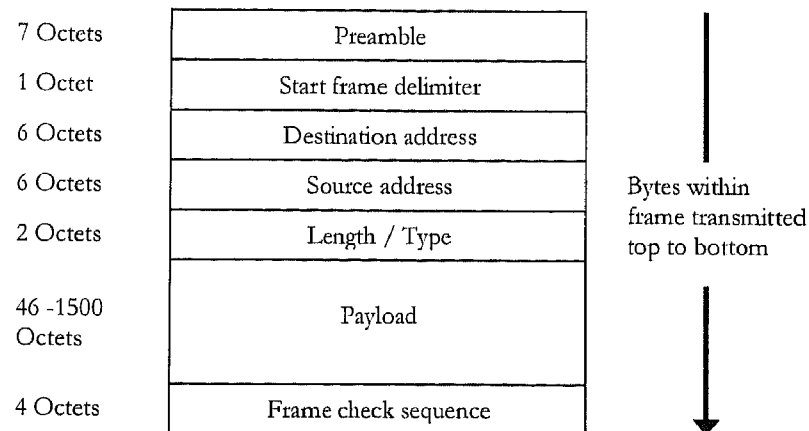 7 Octets
Preamble
1 Octet
Start frame delimiter
6 Octets
Destination address
6 Octets
Source address
2 Octets
Length / Type
46 -1500
Octets
Payload
4 Octets
Frame check sequence
Bytes within
frame transmitted
top to bottom